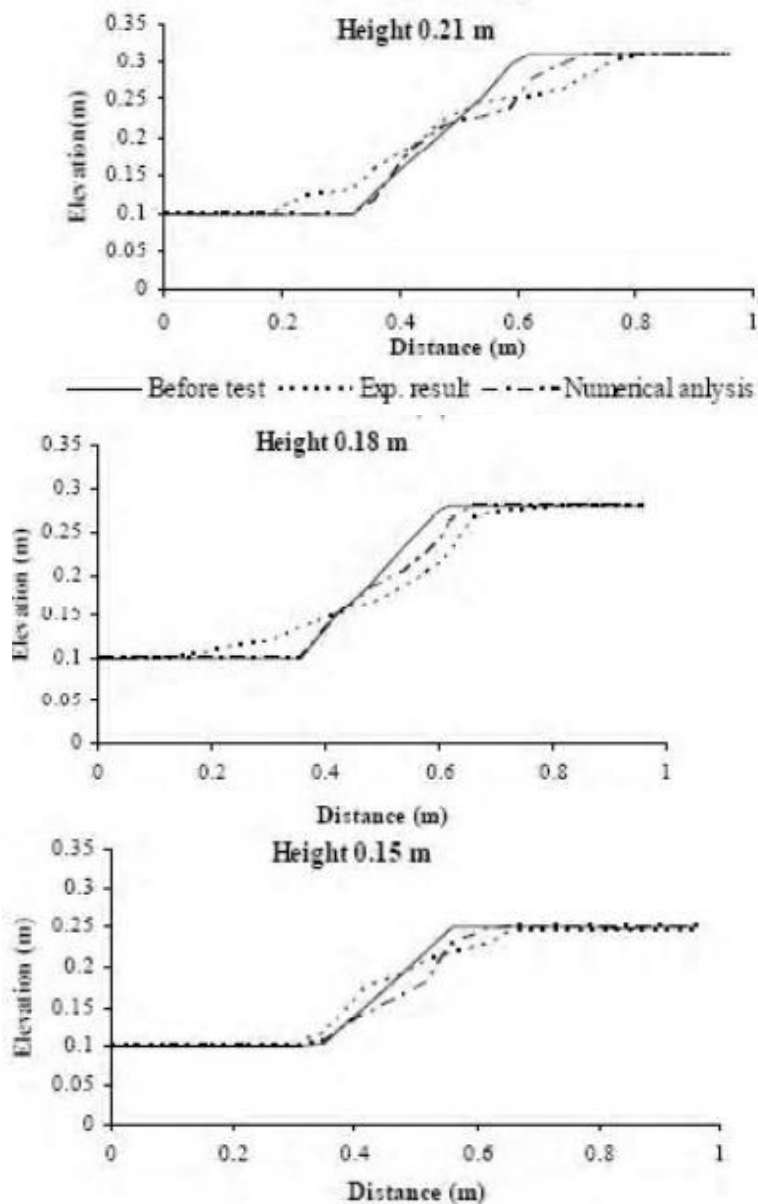 Height 0.21 m
0.35
0.3
0.25
0.2
0.15
0.1
0.05
0
Elevation(m)
0 0.2 0.4 0.6 0.8 1
Distance (m)
Before test Exp. result Numerical anlysis
Height 0.18 m
0.35
0.3
0.25
0.2
0.15
0.1
0.05
0
Elevation (m)
0 0.2 0.4 0.6 0.8 1
Distance (m)
Height 0.15 m
0.35
0.3
0.25
0.2
0.15
0.1
0.05
0
Elevation (m)
0 0.2 0.4 0.6 0.8 1
Distance (m)